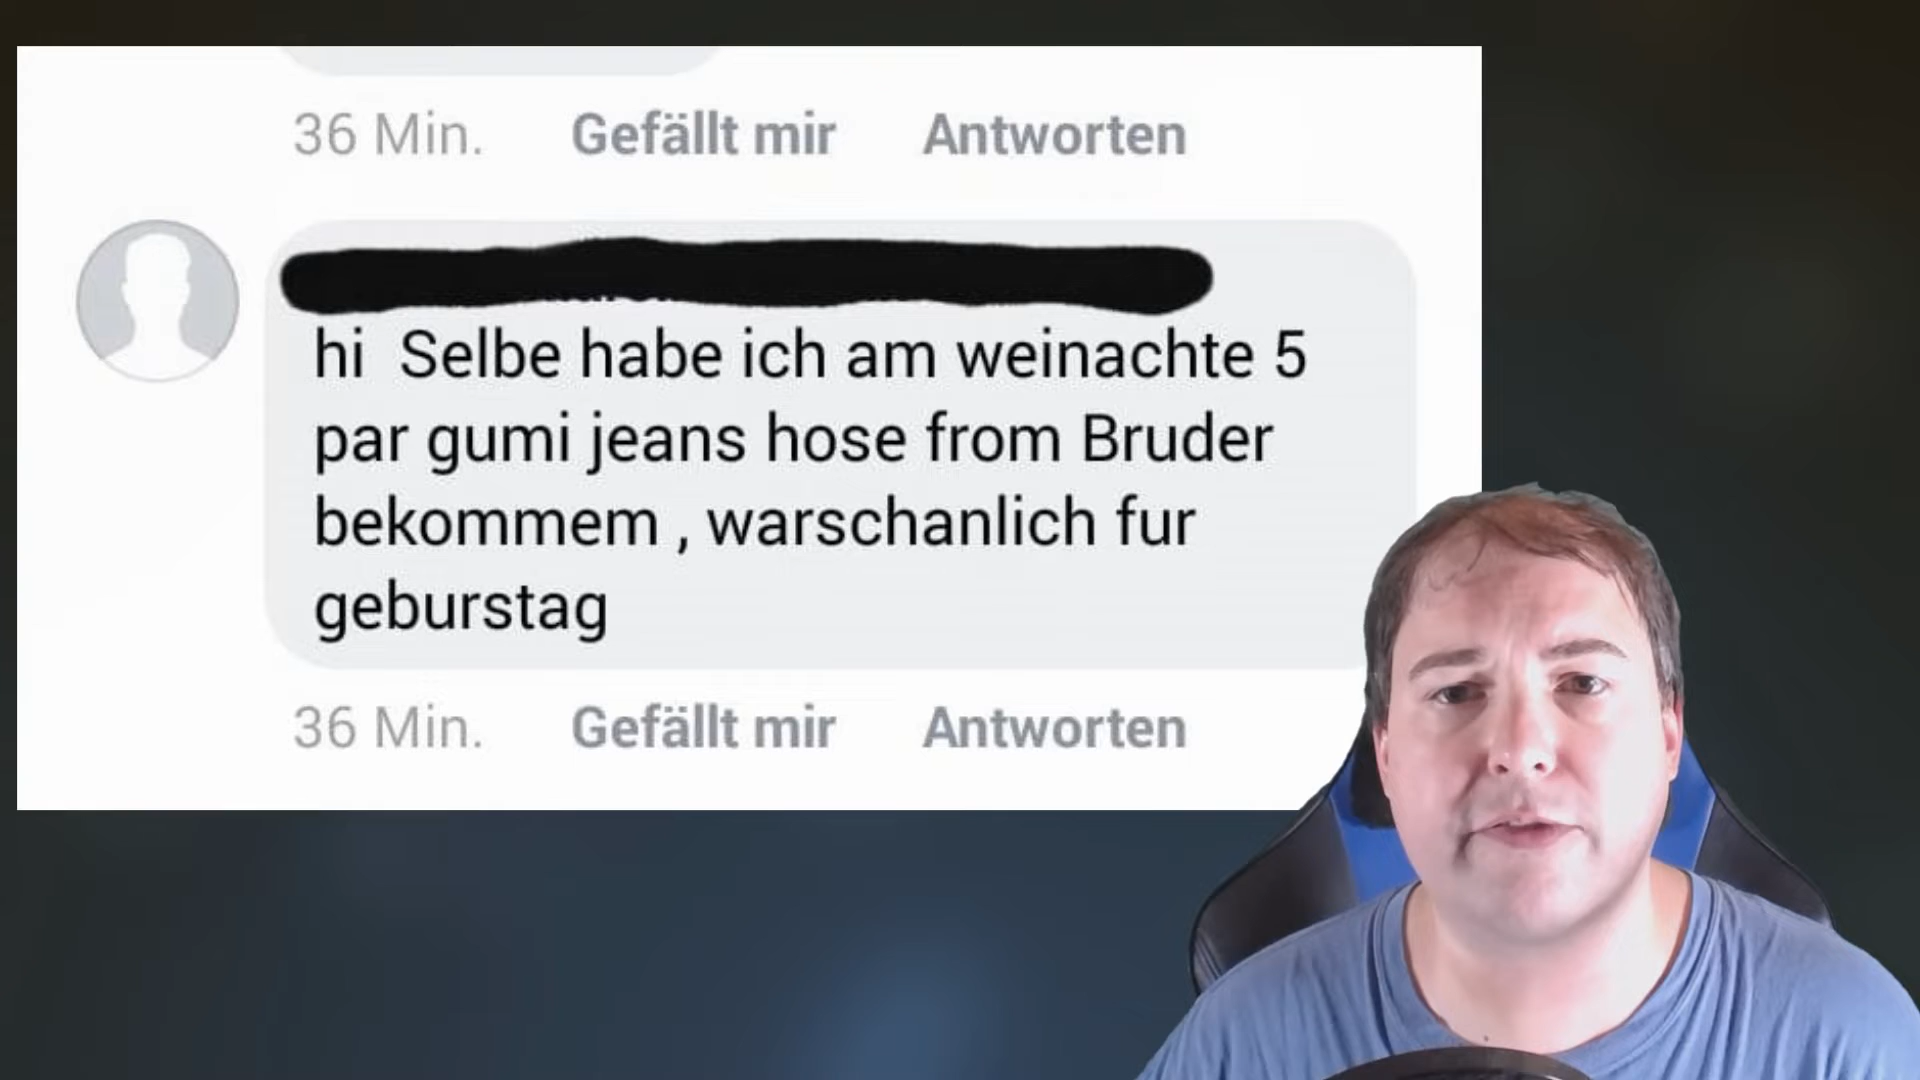 36 Min. Gefällt mir Antworten
hi Selbe habe ich am weinachte 5
par gumi jeans hose from Bruder
bekommem , warschanlich fur
geburstag
36 Min. Gefällt mir Antworten